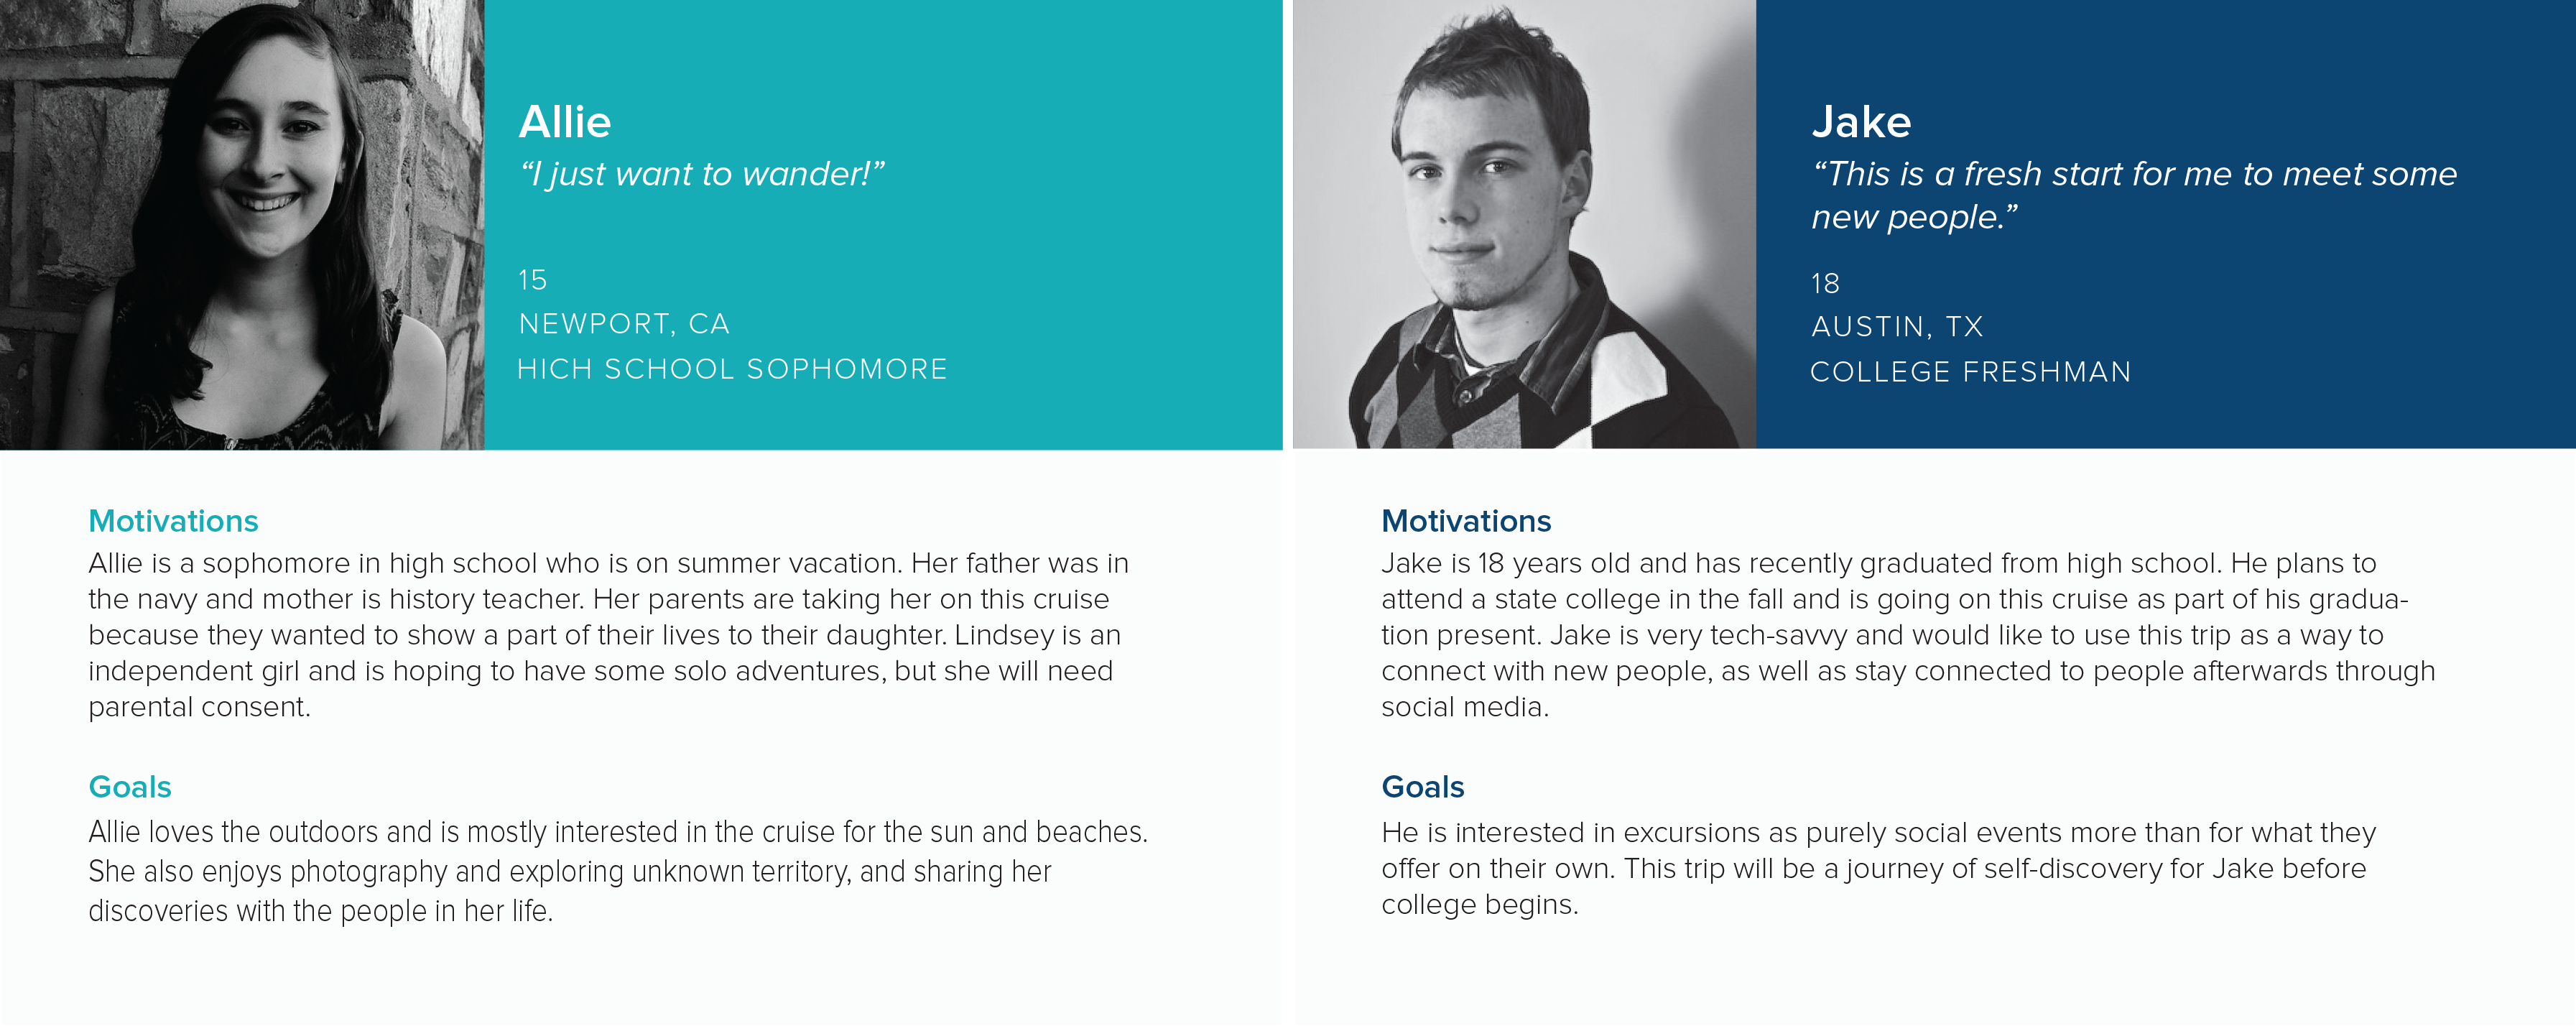 Allie
“I just want to wander!”
15
NEWPORT, CA
HICH SCHOOL SOPHOMORE
Motivations
Allie is a sophomore in high school who is on summer vacation. Her father was in
the navy and mother is history teacher. Her parents are taking her on this cruise
because they wanted to show a part of their lives to their daughter. Lindsey is an
independent girl and is hoping to have some solo adventures, but she will need
parental consent.
Goals
Allie loves the outdoors and is mostly interested in the cruise for the sun and beaches.
She also enjoys photography and exploring unknown territory, and sharing her
discoveries with the people in her life.
Jake
“This is a fresh start for me to meet some
new people.”
18
AUSTIN, TX
COLLEGE FRESHMAN
Motivations
Jake is 18 years old and has recently graduated from high school. He plans to
attend a state college in the fall and is going on this cruise as part of his gradua-
tion present. Jake is very tech-savvy and would like to use this trip as a way to
connect with new people, as well as stay connected to people afterwards through
social media.
Goals
He is interested in excursions as purely social events more than for what they
offer on their own. This trip will be a journey of self-discovery for Jake before
college begins.